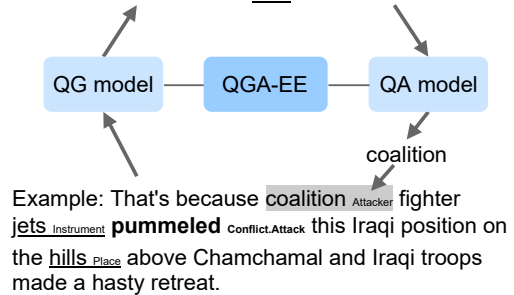 QG model
QGA-EE
QA model
coalition
Example: That's because coalition Attacker fighter
jets Instrument pummeled Conflict.Attack this Iraqi position on
the hills Place above Chamchamal and Iraqi troops
made a hasty retreat.